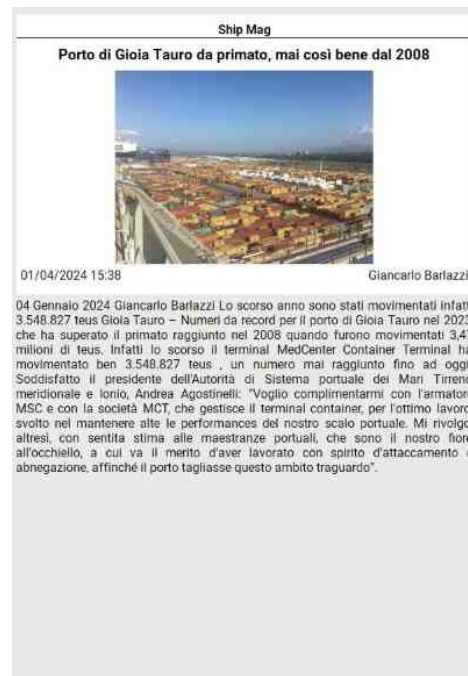 Ship Mag
Porto di Gioia Tauro da primato, mai così bene dal 2008
01/04/2024 15:38
Giancarlo Barlazzi
04 Gennaio 2024 Giancarlo Barlazzi Lo scorso anno sono stati movimentati infatt
3.548.827 teus Gioia Tauro – Numeri da record per il porto di Gioia Tauro nel 2023
che ha superato il primato raggiunto nel 2008 quando furono movimentati 3,47
milioni di teus. Infatti lo scorso il terminal MedCenter Container Terminal ha
movimentato ben 3.548.827 teus , un numero mai raggiunto fino ad oggi
Soddisfatto il presidente dell'Autorità di Sistema portuale dei Mari Tirreno
meridionale e Ionio, Andrea Agostinelli: "Voglio complimentarmi con l'armatore
MSC e con la società MCT, che gestisce il terminal container, per l'ottimo lavoro
svolto nel mantenere alte le performances del nostro scalo portuale. Mi rivolgo
altresì, con sentita stima alle maestranze portuali, che sono il nostro fiore
all'occhiello, a cui va il merito d'aver lavorato con spirito d'attaccamento e
abnegazione, affinché il porto tagliasse questo ambito traguardo".